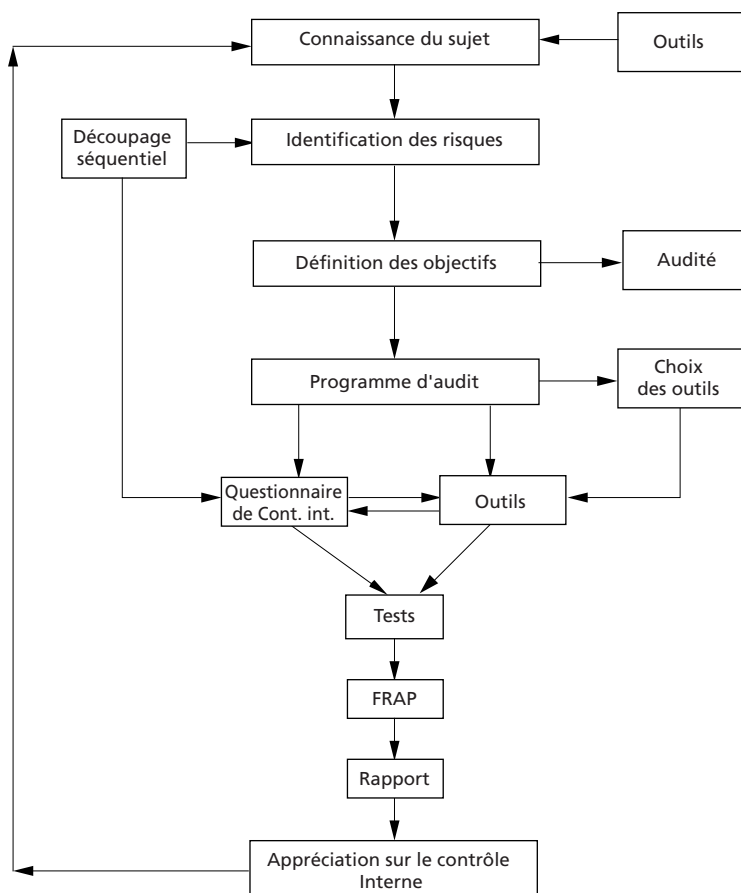 Connaissance du sujet
Outils
Découpage
séquentiel
Identification des risques
Définition des objectifs
Audité
Programme d'audit
Choix
des outils
Questionnaire
de Cont. int.
Outils
Tests
FRAP
Rapport
Appréciation sur le contrôle
Interne